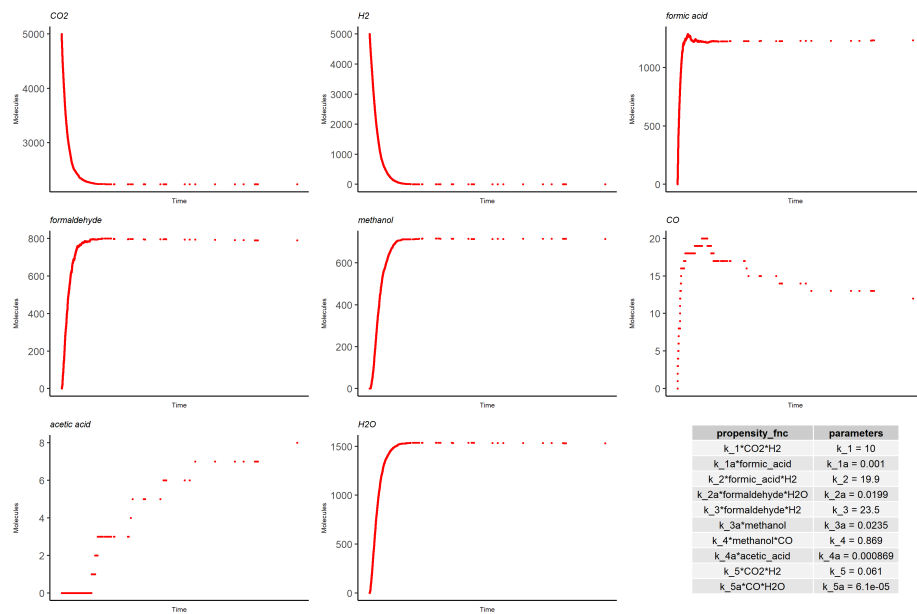 CO2
5000
4000
3000
Molecules
Time
H2
5000
4000
3000
2000
1000
0
Molecules
Time
formic acid
1000
500
0
Molecules
Time
formaldehyde
800
600
400
200
0
Molecules
Time
methanol
600
400
200
0
Molecules
Time
CO
20
15
10
5
0
Molecules
Time
acetic acid
8
6
4
2
0
Molecules
Time
H2O
1500
1000
500
0
Molecules
Time
propensity_fnc parameters
k_1*CO2*H2 k_1 = 10
k_1a*formic_acid k_1a = 0.001
k_2*formic_acid*H2 k_2 = 19.9
k_2a*formaldehyde*H2O k_2a = 0.0199
k_3*formaldehyde*H2 k_3 = 23.5
k_3a*methanol k_3a = 0.0235
k_4*methanol*CO k_4 = 0.869
k_4a*acetic_acid k_4a = 0.000869
k_5*CO2*H2 k_5 = 0.061
k_5a*CO*H2O k_5a = 6.1e-05